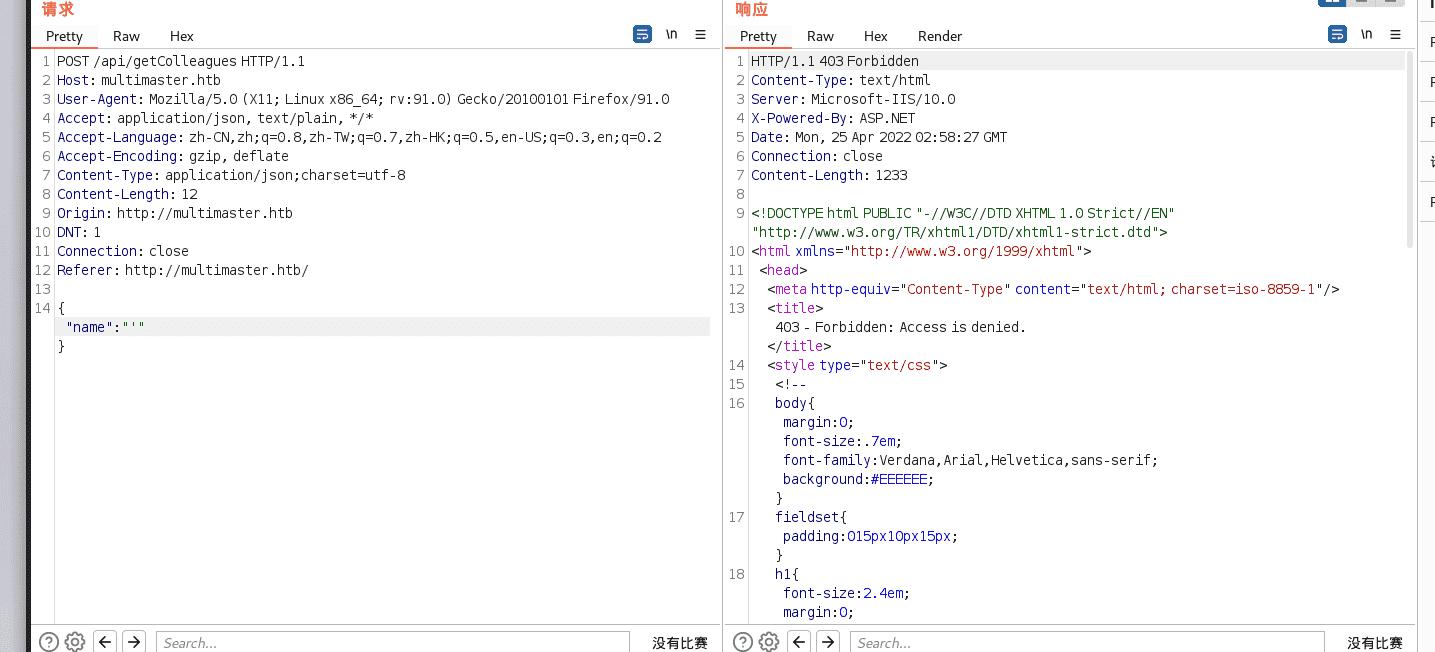 请求
Pretty Raw Hex \n
1 POST /api/getColleagues HTTP/1.1
2 Host: multimaster.htb
3 User-Agent: Mozilla/5.0 (X11; Linux x86_64; rv:91.0) Gecko/20100101 Firefox/91.0
4 Accept: application/json, text/plain, */*
5 Accept-Language: zh-CN,zh;q=0.8,zh-TW;q=0.7,zh-HK;q=0.5,en-US;q=0.3,en;q=0.2
6 Accept-Encoding: gzip, deflate
7 Content-Type: application/json;charset=utf-8
8 Content-Length: 12
9 Origin: http://multimaster.htb
10 DNT: 1
11 Connection: close
12 Referer: http://multimaster.htb/
13
14 {
"name":"'"
}
Search...
没有比赛
响应
Pretty Raw Hex Render \n
1 HTTP/1.1 403 Forbidden
2 Content-Type: text/html
3 Server: Microsoft-IIS/10.0
4 X-Powered-By: ASP.NET
5 Date: Mon, 25 Apr 2022 02:58:27 GMT
6 Connection: close
7 Content-Length: 1233
8
9 <!DOCTYPE html PUBLIC "-//W3C//DTD XHTML 1.0 Strict//EN"
"http://www.w3.org/TR/xhtml1/DTD/xhtml1-strict.dtd">
10 <html xmlns="http://www.w3.org/1999/xhtml">
11 <head>
12 <meta http-equiv="Content-Type" content="text/html; charset=iso-8859-1"/>
13 <title>
403 - Forbidden: Access is denied.
</title>
14 <style type="text/css">
15 <!--
16 body{
margin:0;
font-size:.7em;
font-family:Verdana,Arial,Helvetica,sans-serif;
background:#EEEEEE;
}
17 fieldset{
padding:015px10px15px;
}
18 h1{
font-size:2.4em;
margin:0;
Search...
没有比赛